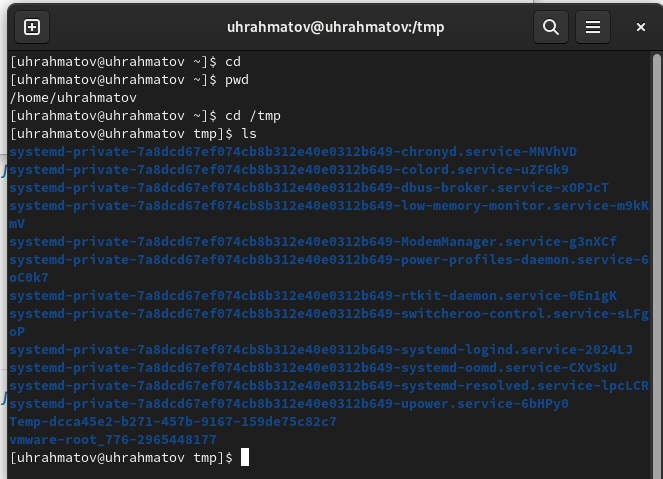 uhrahmatov@uhrahmatov:/tmp
[uhrahmatov@uhrahmatov ~]$ cd
[uhrahmatov@uhrahmatov ~]$ pwd
/home/uhrahmatov
[uhrahmatov@uhrahmatov ~]$ cd /tmp
[uhrahmatov@uhrahmatov tmp]$ ls
systemd-private-7a8dcd67ef074cb8b312e40e0312b649-chronyd.service-MNVhVD
systemd-private-7a8dcd67ef074cb8b312e40e0312b649-colord.service-uZFGk9
systemd-private-7a8dcd67ef074cb8b312e40e0312b649-dbus-broker.service-xOPJcT
systemd-private-7a8dcd67ef074cb8b312e40e0312b649-low-memory-monitor.service-m9kK
mV
systemd-private-7a8dcd67ef074cb8b312e40e0312b649-ModemManager.service-g3nXCf
systemd-private-7a8dcd67ef074cb8b312e40e0312b649-power-profiles-daemon.service-6
oC0k7
systemd-private-7a8dcd67ef074cb8b312e40e0312b649-rtkit-daemon.service-0En1gK
systemd-private-7a8dcd67ef074cb8b312e40e0312b649-switcheroo-control.service-sLFg
oP
systemd-private-7a8dcd67ef074cb8b312e40e0312b649-systemd-logind.service-2024LJ
systemd-private-7a8dcd67ef074cb8b312e40e0312b649-systemd-oomd.service-CXvSxU
systemd-private-7a8dcd67ef074cb8b312e40e0312b649-systemd-resolved.service-lpcLCR
systemd-private-7a8dcd67ef074cb8b312e40e0312b649-upower.service-6bHPy0
Temp-dcca45e2-b271-457b-9167-159de75c82c7
vmware-root_776-2965448177
[uhrahmatov@uhrahmatov tmp]$